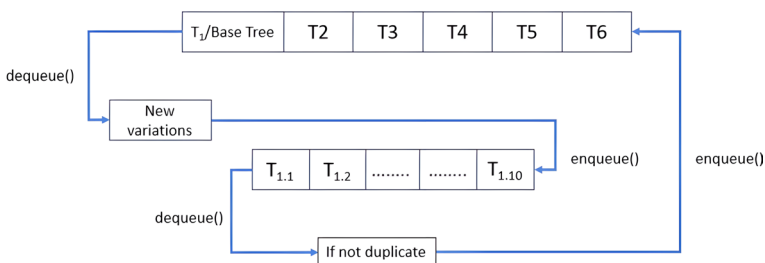 T₁/Base Tree T2 T3 T4 T5 T6
dequeue()
New
variations
enqueue()
enqueue()
T₁.₁ T₁.₂ ........ ........ T₁.₁₀
dequeue()
If not duplicate